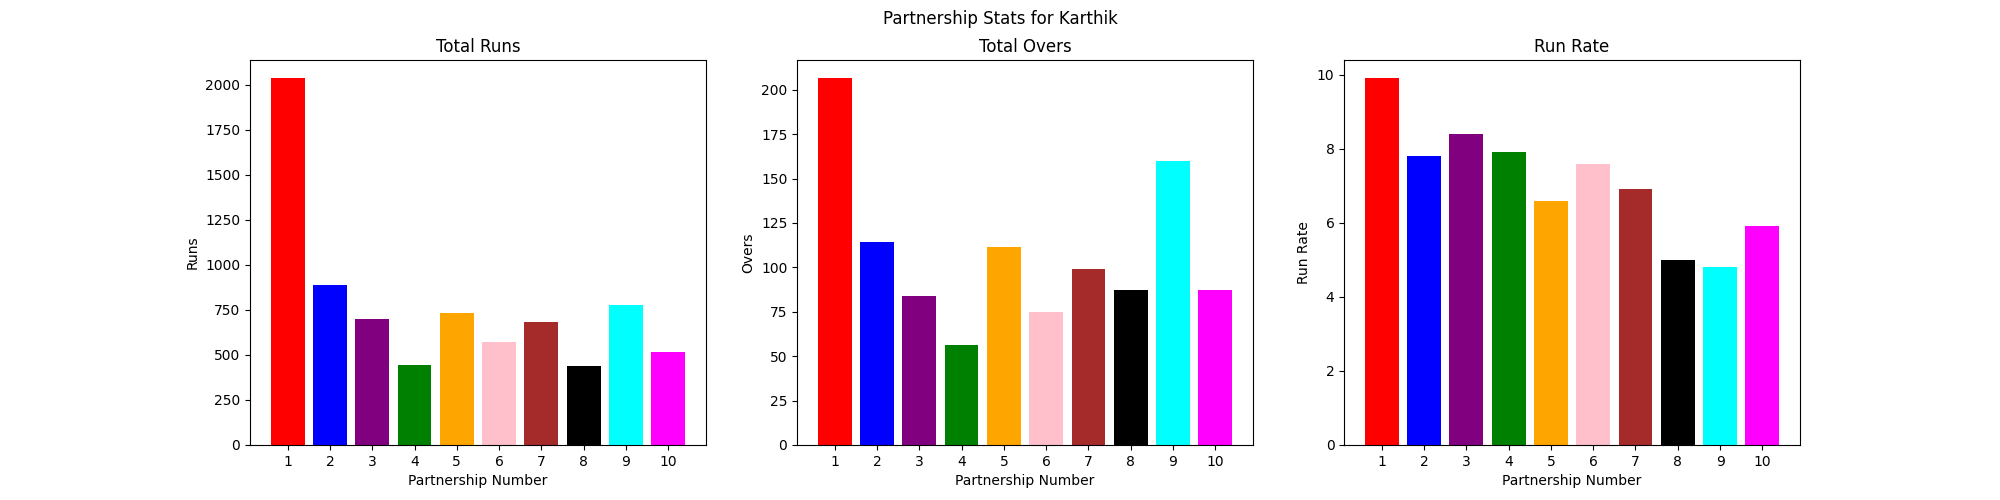 Partnership Stats for Karthik
Total Runs
2000
1750
1500
1250
1000
750
500
250
0
Runs
1 2 3 4 5 6 7 8 9 10
Partnership Number
Total Overs
200
175
150
125
100
75
50
25
0
Overs
1 2 3 4 5 6 7 8 9 10
Partnership Number
Run Rate
10
8
6
4
2
0
Run Rate
1 2 3 4 5 6 7 8 9 10
Partnership Number